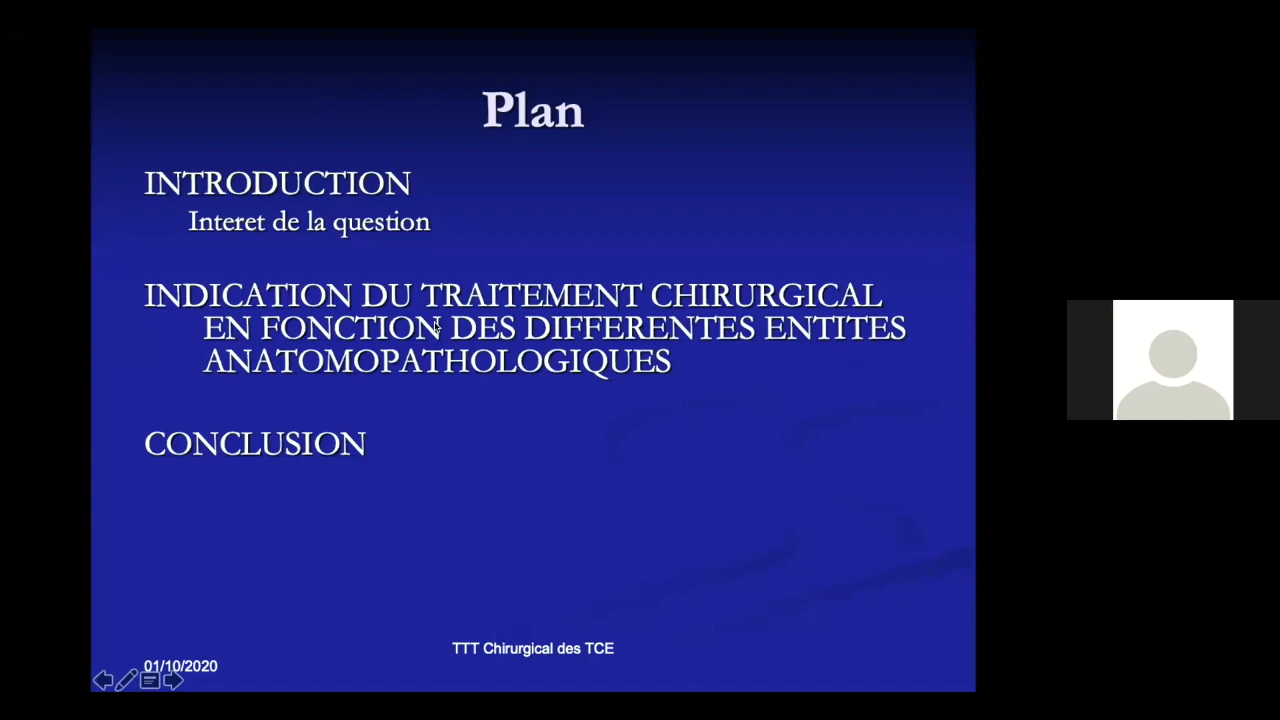 Plan
INTRODUCTION
Interet de la question
INDICATION DU TRAITEMENT CHIRURGICAL
EN FONCTION DES DIFFERENTES ENTITES
ANATOMOPATHOLOGIQUES
CONCLUSION
TTT Chirurgical des TCE
01/10/2020